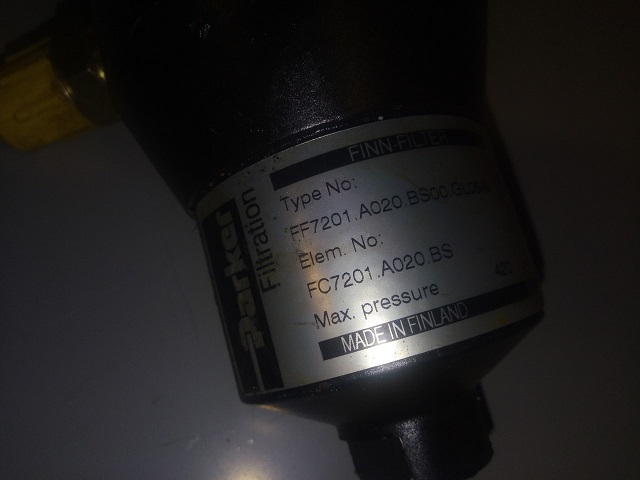 Parker
Filtration
FINN-FILTER
Type No:
FF7201.A020.BS00.
Elem. No:
FC7201.A020.BS
Max. pressure 420
MADE IN FINLAND